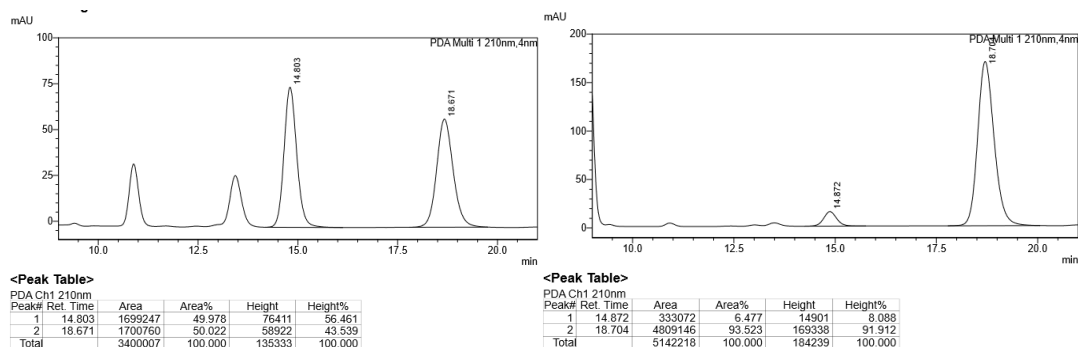 mAU
100
75
50
25
0
PDA Multi 1 210nm,4nm
14.803
18.671
10.0 12.5 15.0 17.5 20.0
min
<Peak Table>
PDA Ch1 210nm
Peak# Ret. Time Area Area% Height Height%
1 14.803 1699247 49.978 76411 56.461
2 18.671 1700760 50.022 58922 43.539
Total 3400007 100.000 135333 100.000
mAU
200
150
100
50
0
PDA Multi 1 210nm,4nm
14.872
10.0 12.5 15.0 17.5 20.0
min
<Peak Table>
PDA Ch1 210nm
Peak# Ret. Time Area Area% Height Height%
1 14.872 333072 6.477 14901 8.088
2 18.704 4809146 93.523 169338 91.912
Total 5142218 100.000 184239 100.000